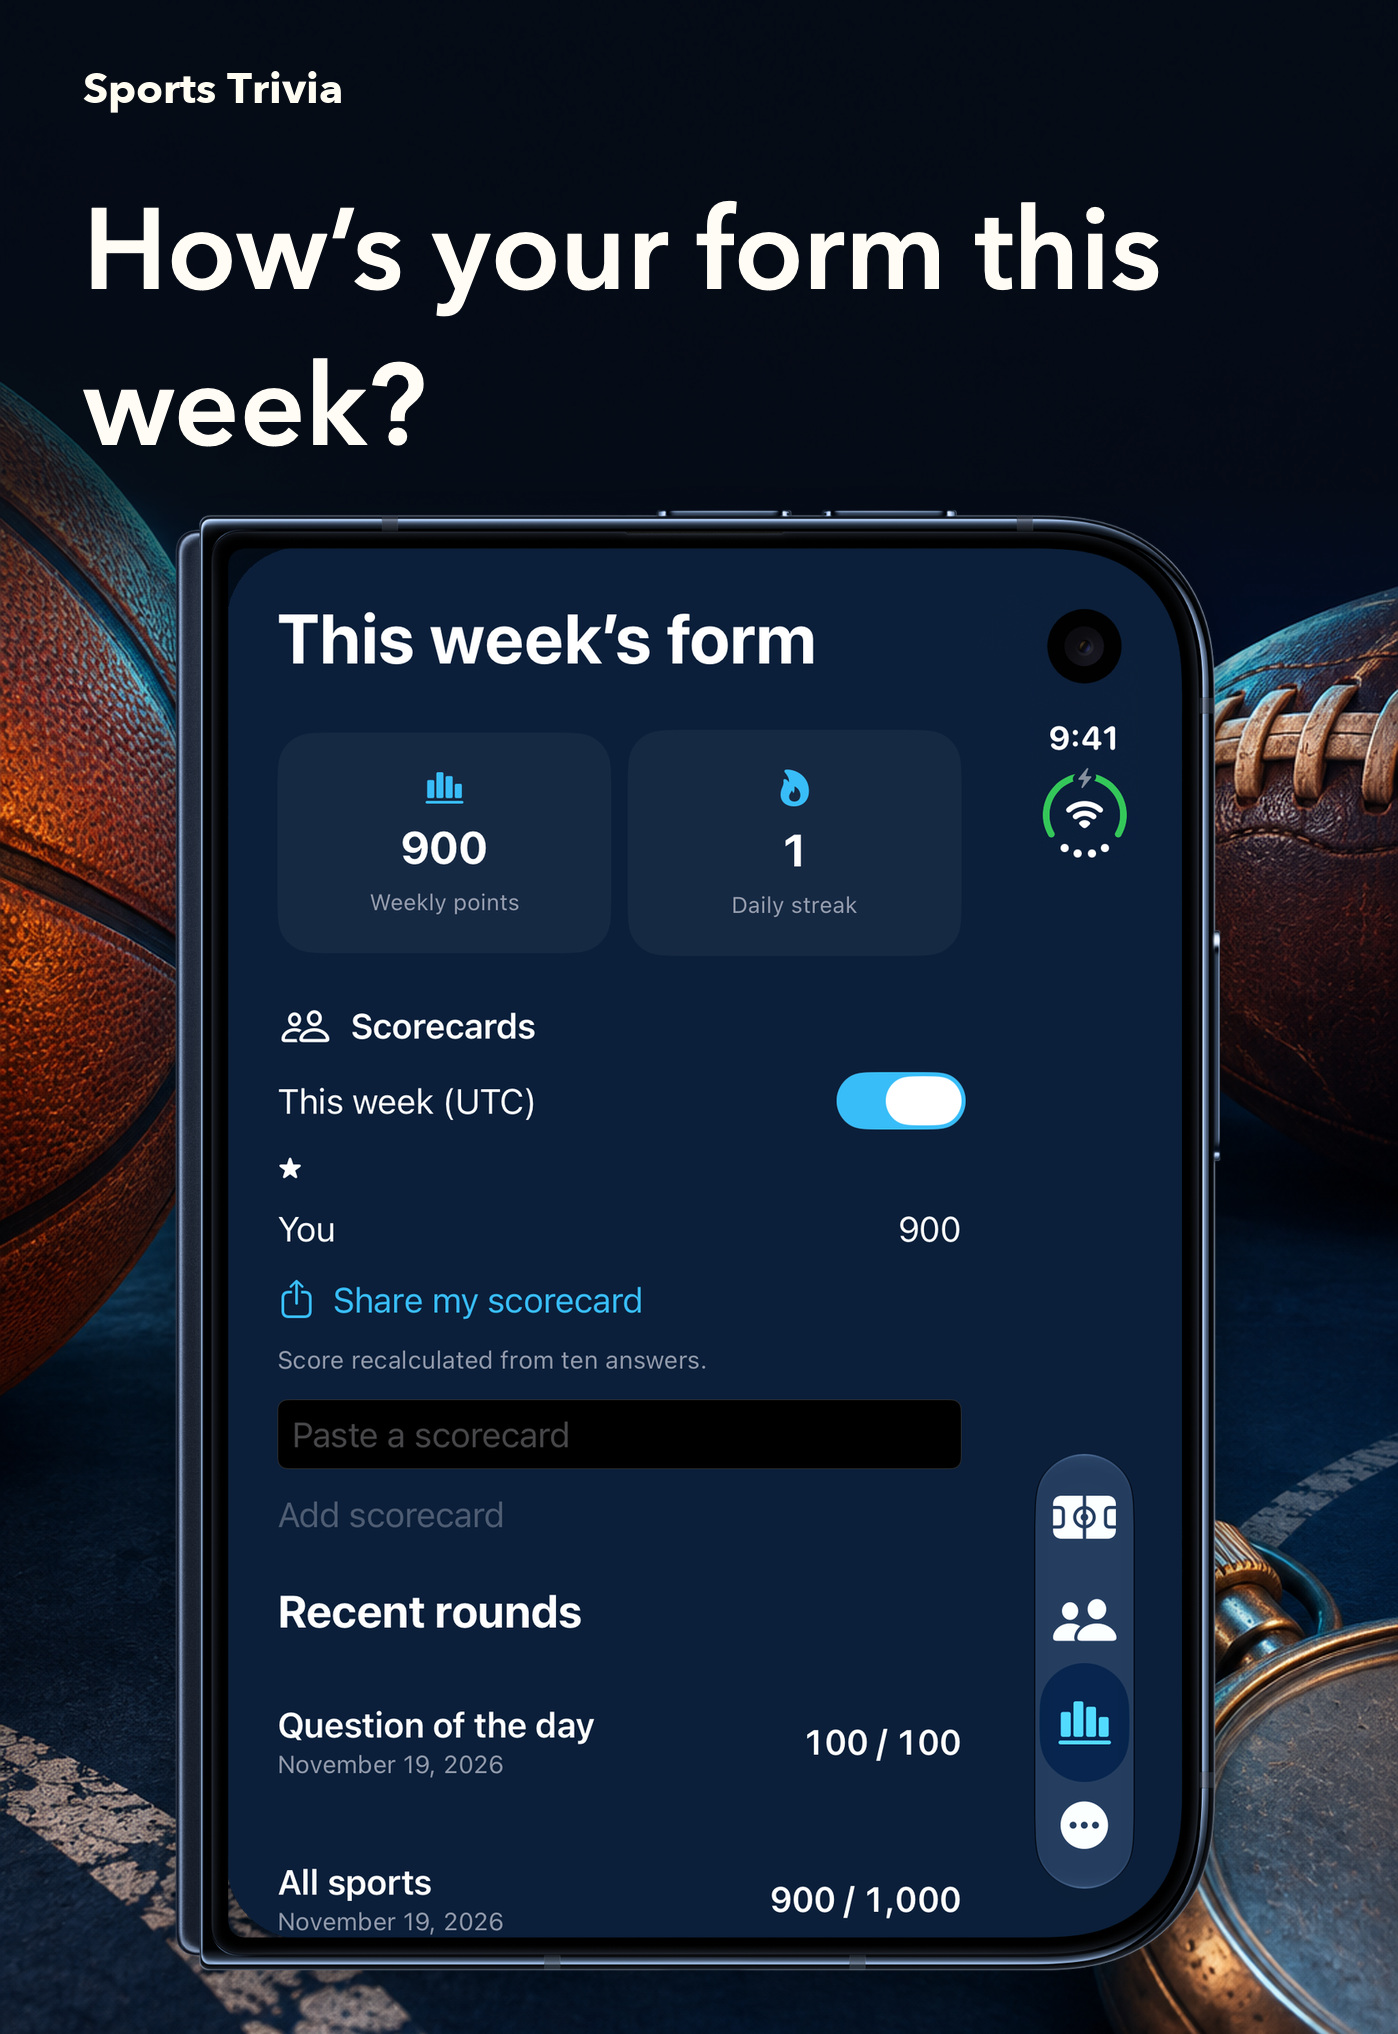 Sports Trivia
How’s your form this
week?
This week’s form
9:41
900
Weekly points
1
Daily streak
Scorecards
This week (UTC)
You
900
Share my scorecard
Score recalculated from ten answers.
Paste a scorecard
Add scorecard
Recent rounds
Question of the day
November 19, 2026
100 / 100
All sports
November 19, 2026
900 / 1,000